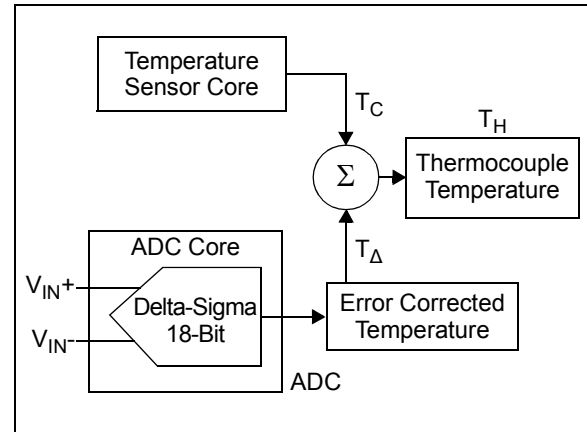 Temperature
Sensor Core
T_C
T_H
Σ
Thermocouple
Temperature
ADC Core
T_Δ
V_IN+
Delta-Sigma
18-Bit
V_IN-
Error Corrected
Temperature
ADC